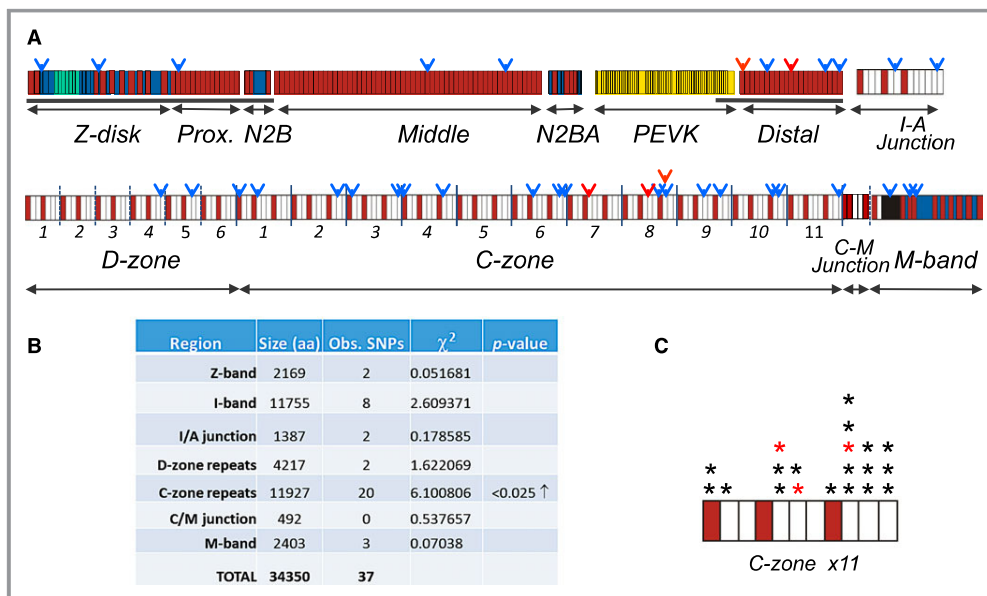 A
Z-disk Prox. N2B Middle N2BA PEVK Distal I-A Junction
1 2 3 4 5 6 1 2 3 4 5 6 7 8 9 10 11
D-zone C-zone C-M Junction M-band
B
Region Size (aa) Obs. SNPs χ² p-value
Z-band 2169 2 0.051681
I-band 11755 8 2.609371
I/A junction 1387 2 0.178585
D-zone repeats 4217 2 1.622069
C-zone repeats 11927 20 6.100806 <0.025 ↑
C/M junction 492 0 0.537657
M-band 2403 3 0.07038
TOTAL 34350 37
C
* * * * * * * * * * * * * * * * * * * *
C-zone x11